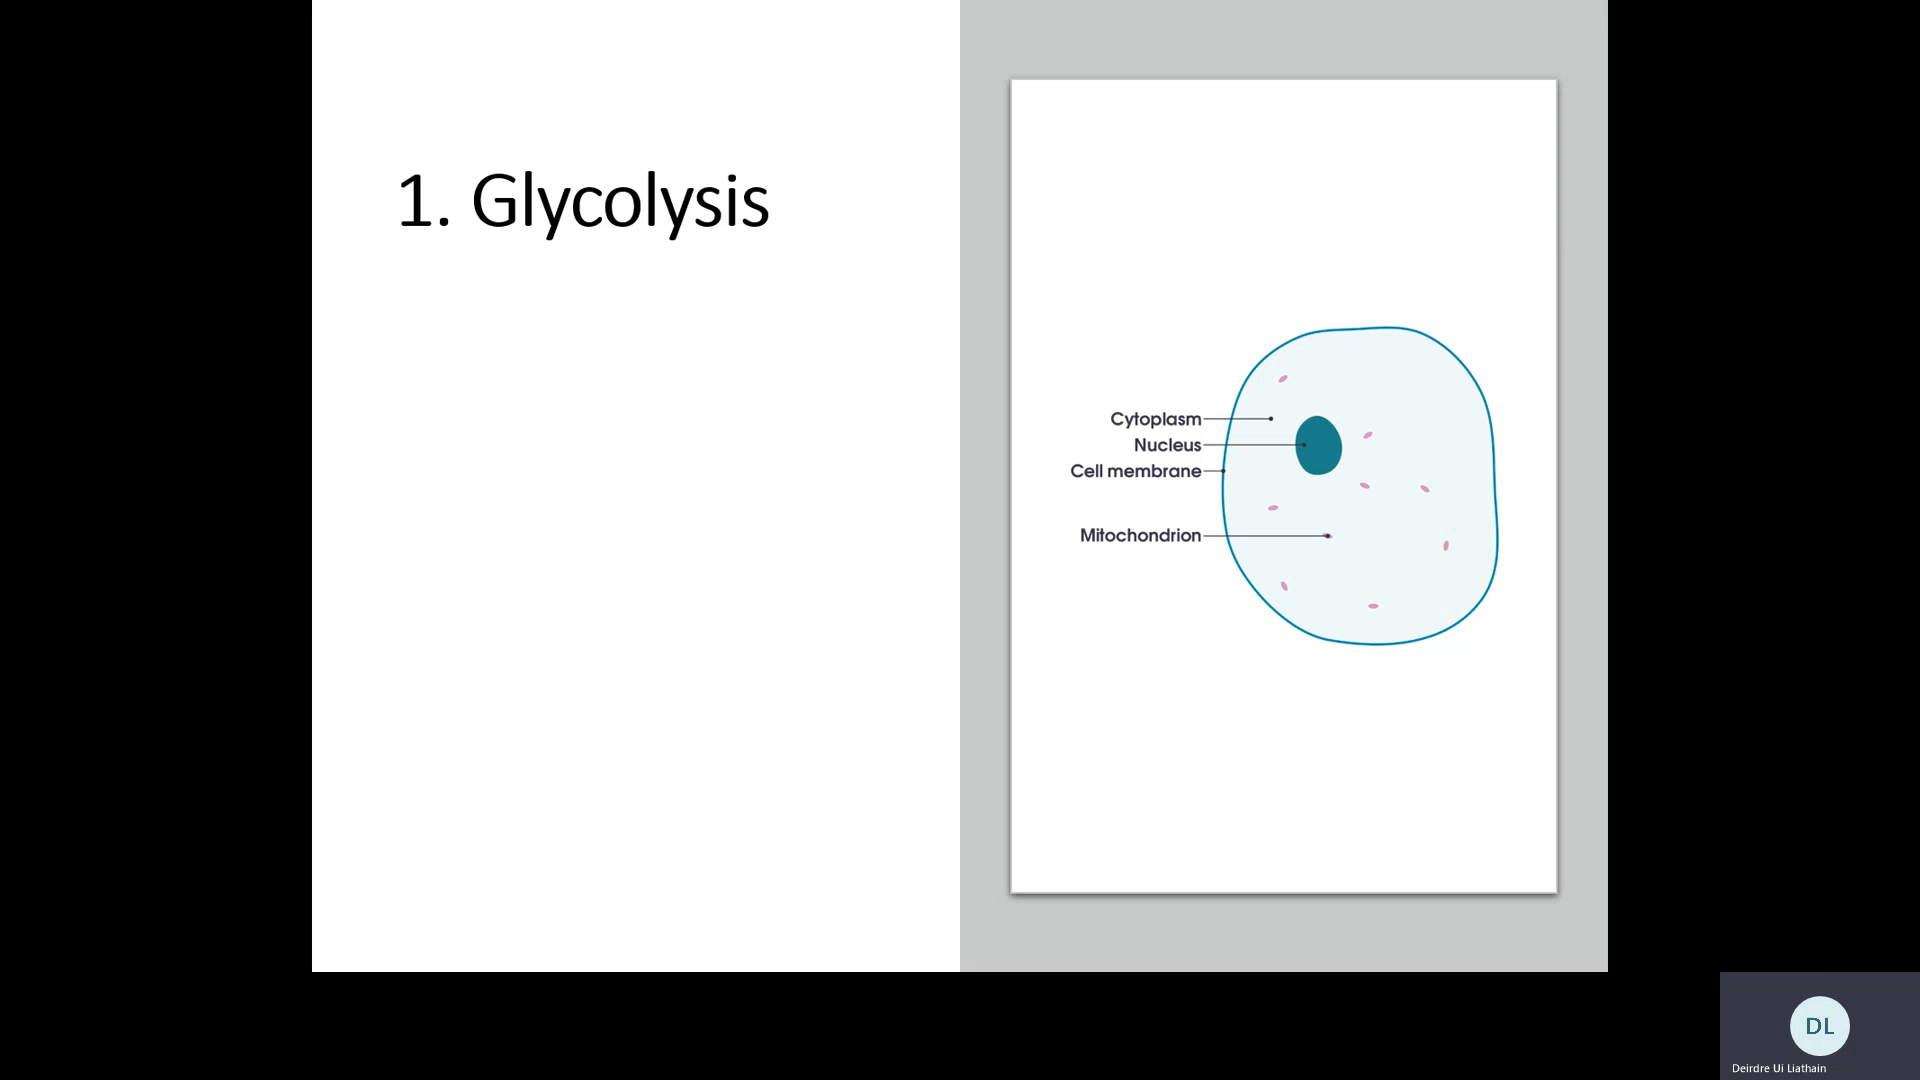 1. Glycolysis
Cytoplasm
Nucleus
Cell membrane
Mitochondrion
DL
Deirdre Ui Liathain